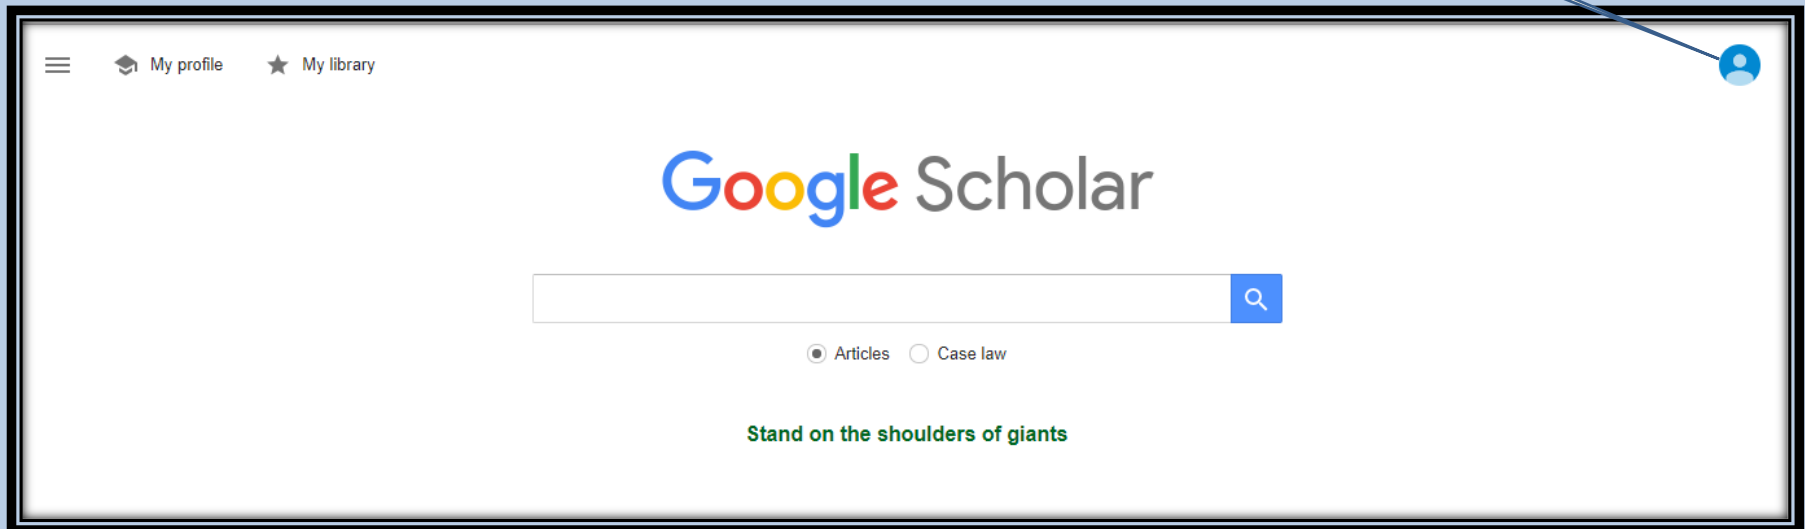 My profile My library
Google Scholar
Articles Case law
Stand on the shoulders of giants